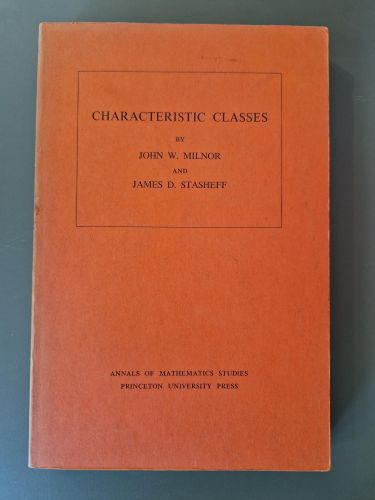 CHARACTERISTIC CLASSES
BY
JOHN W. MILNOR
AND
JAMES D. STASHEFF
ANNALS OF MATHEMATICS STUDIES
PRINCETON UNIVERSITY PRESS